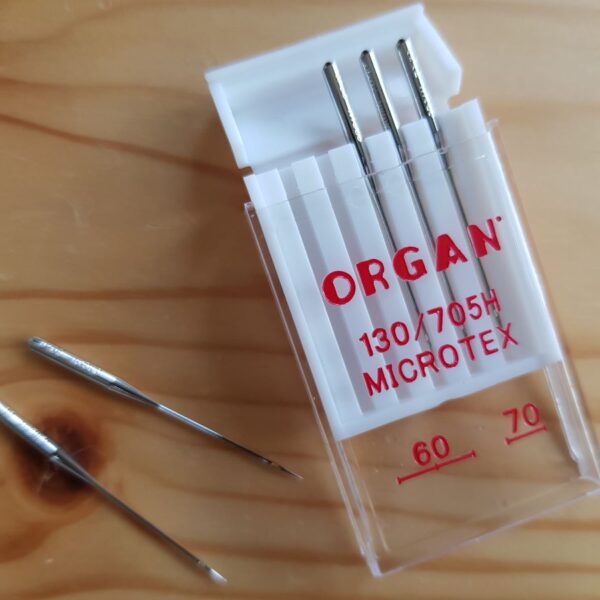 ORGAN
130/705H
MICROTEX
60 70